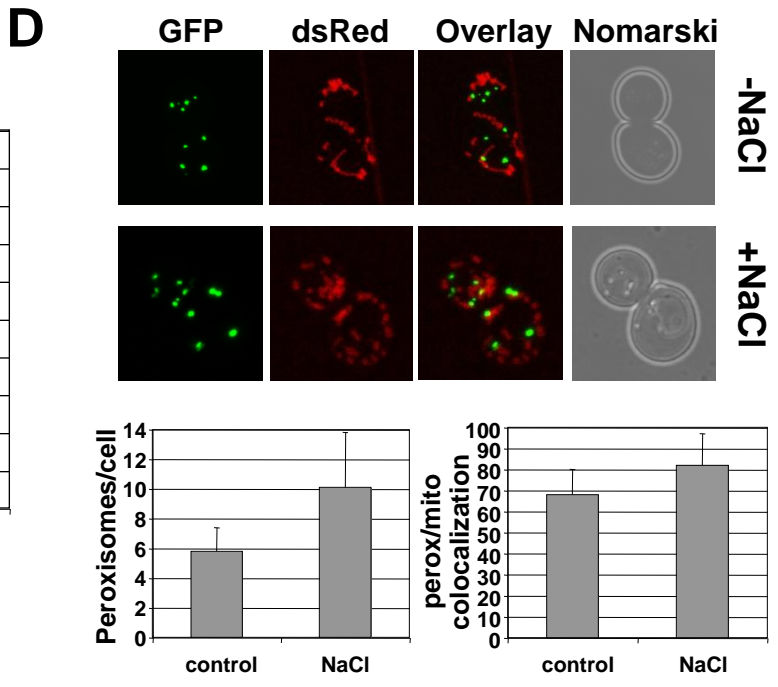 D
GFP dsRed Overlay Nomarski
-NaCl
+NaCl
Peroxisomes/cell
14
12
10
8
6
4
2
0
control NaCl
perox/mito
colocalization
100
90
80
70
60
50
40
30
20
10
0
control NaCl